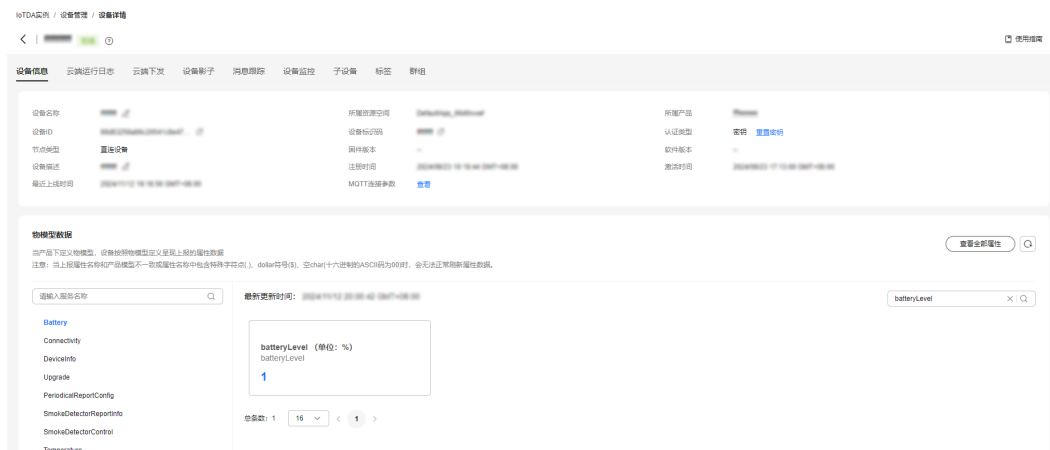 IoTDA实例 / 设备管理 / 设备详情
使用指南
设备信息 云端运行日志 云端下发 设备影子 消息跟踪 设备监控 子设备 标签 群组
设备名称 所属资源空间 所属产品
设备ID 设备标识码 认证类型 密钥 重置密钥
节点类型 直连设备 固件版本 -- 软件版本 --
设备描述 注册时间 激活时间
最近上线时间 MQTT连接参数 查看
物模型数据
当产品下定义物模型，设备按照物模型定义呈现上报的属性数据
注意：当上报属性名称和产品模型不一致或属性名称中包含特殊字符点(.)、dollar符号($)、空char(十六进制的ASCII码为00)时，会无法正常刷新属性数据。
查看全部属性
请输入服务名称
最新更新时间：
batteryLevel
Battery
Connectivity
DeviceInfo
Upgrade
PeriodicalReportConfig
SmokeDetectorReportInfo
SmokeDetectorControl
Temperature
batteryLevel （单位：%）
batteryLevel
1
总条数：1 16 < 1 >